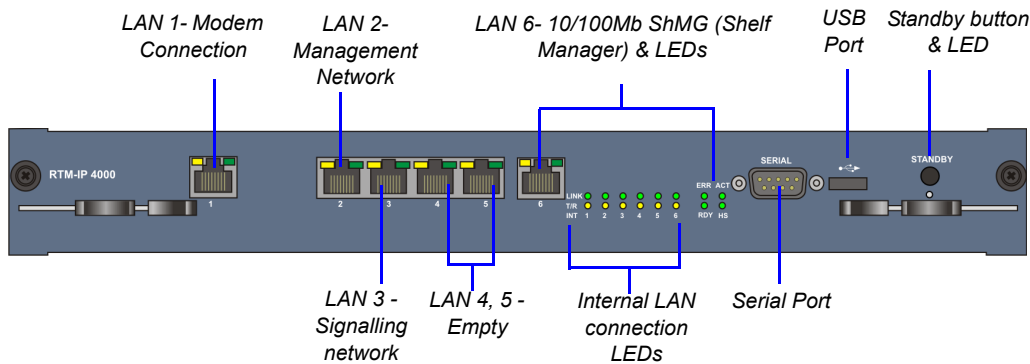 LAN 1- Modem
Connection
LAN 2-
Management
Network
LAN 6- 10/100Mb ShMG (Shelf
Manager) & LEDs
USB
Port
Standby button
& LED
RTM-IP 4000
1
2
3
4
5
6
LINK
T/R
INT 1 2 3 4 5 6
ERR ACT
RDY HS
SERIAL
STANDBY
LAN 3 -
Signalling
network
LAN 4, 5 -
Empty
Internal LAN
connection
LEDs
Serial Port